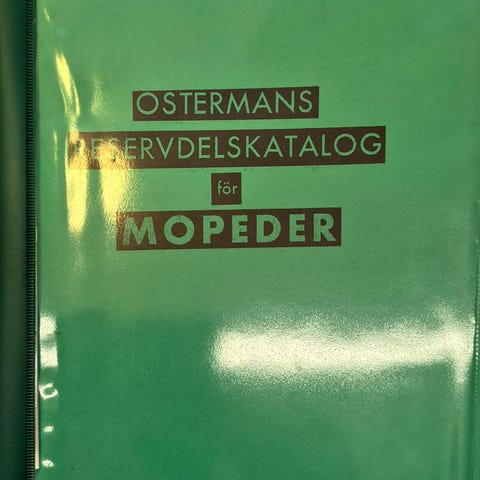 OSTERMANS
RESERVDELSKATALOG
för
MOPEDER